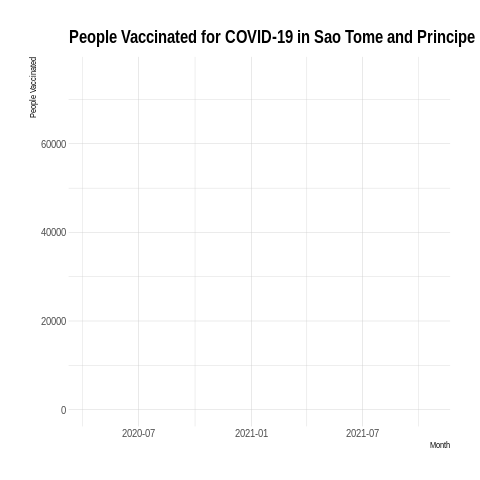 People Vaccinated for COVID-19 in Sao Tome and Principe
People Vaccinated
60000
40000
20000
0
2020-07 2021-01 2021-07
Month